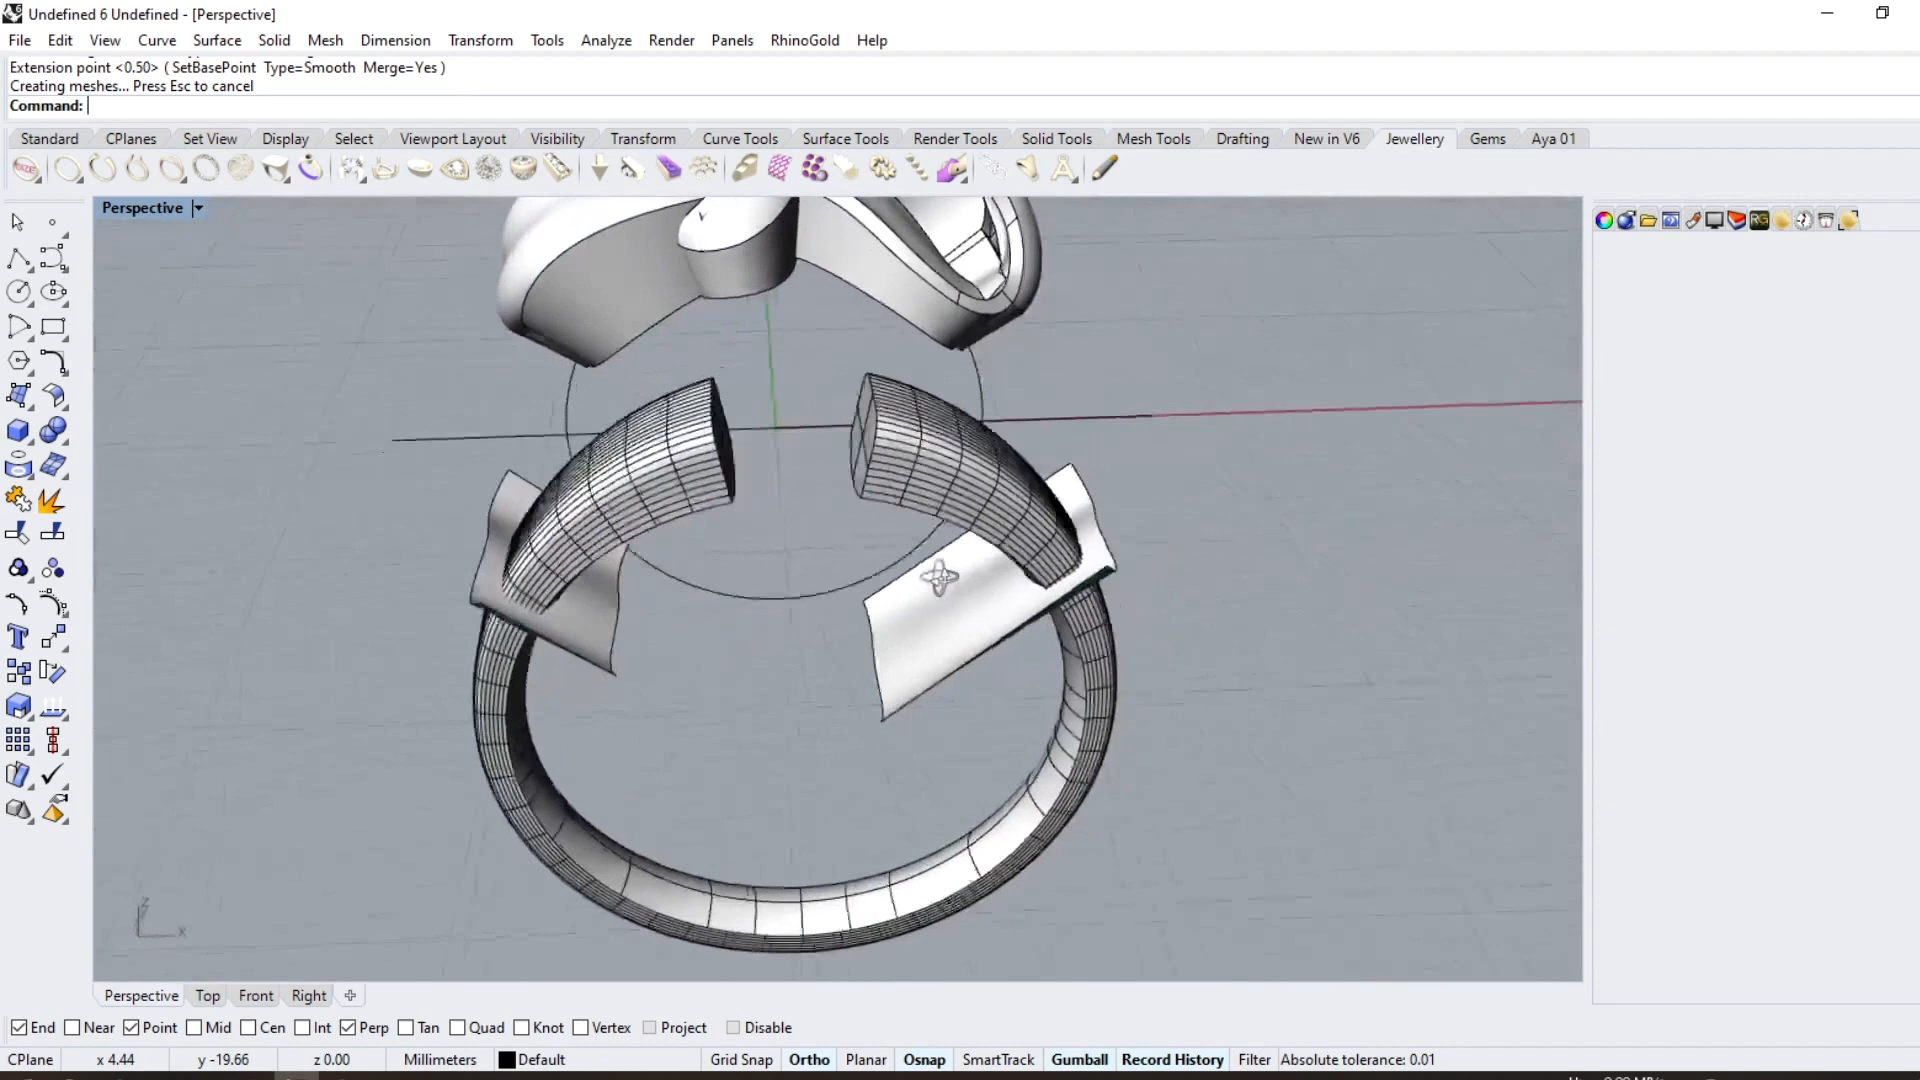 Undefined 6 Undefined - [Perspective]
File Edit View Curve Surface Solid Mesh Dimension Transform Tools Analyze Render Panels RhinoGold Help
Extension point <0.50> ( SetBasePoint Type=Smooth Merge=Yes )
Creating meshes... Press Esc to cancel
Command:
Standard CPlanes Set View Display Select Viewport Layout Visibility Transform Curve Tools Surface Tools Render Tools Solid Tools Mesh Tools Drafting New in V6 Jewellery Gems Aya 01
Perspective
z
x
Perspective Top Front Right
End Near Point Mid Cen Int Perp Tan Quad Knot Vertex Project Disable
CPlane x 4.44 y -19.66 z 0.00 Millimeters Default Grid Snap Ortho Planar Osnap SmartTrack Gumball Record History Filter Absolute tolerance: 0.01